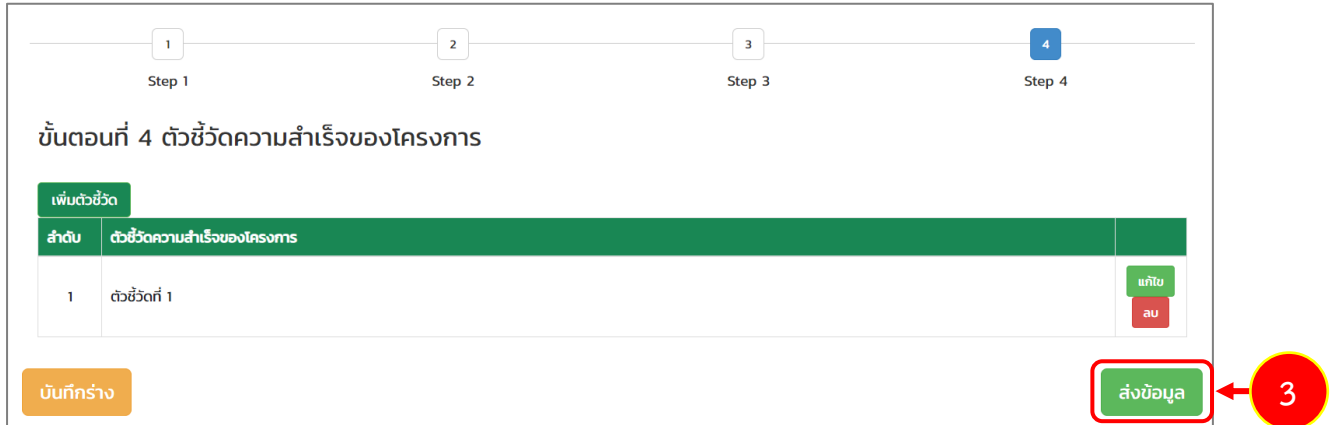 1 2 3 4
Step 1 Step 2 Step 3 Step 4
ขั้นตอนที่ 4 ตัวชี้วัดความสำเร็จของโครงการ
เพิ่มตัวชี้วัด
ลำดับ ตัวชี้วัดความสำเร็จของโครงการ
แก้ไข
1 ตัวชี้วัดที่ 1
ลบ
บันทึกร่าง ส่งข้อมูล 3